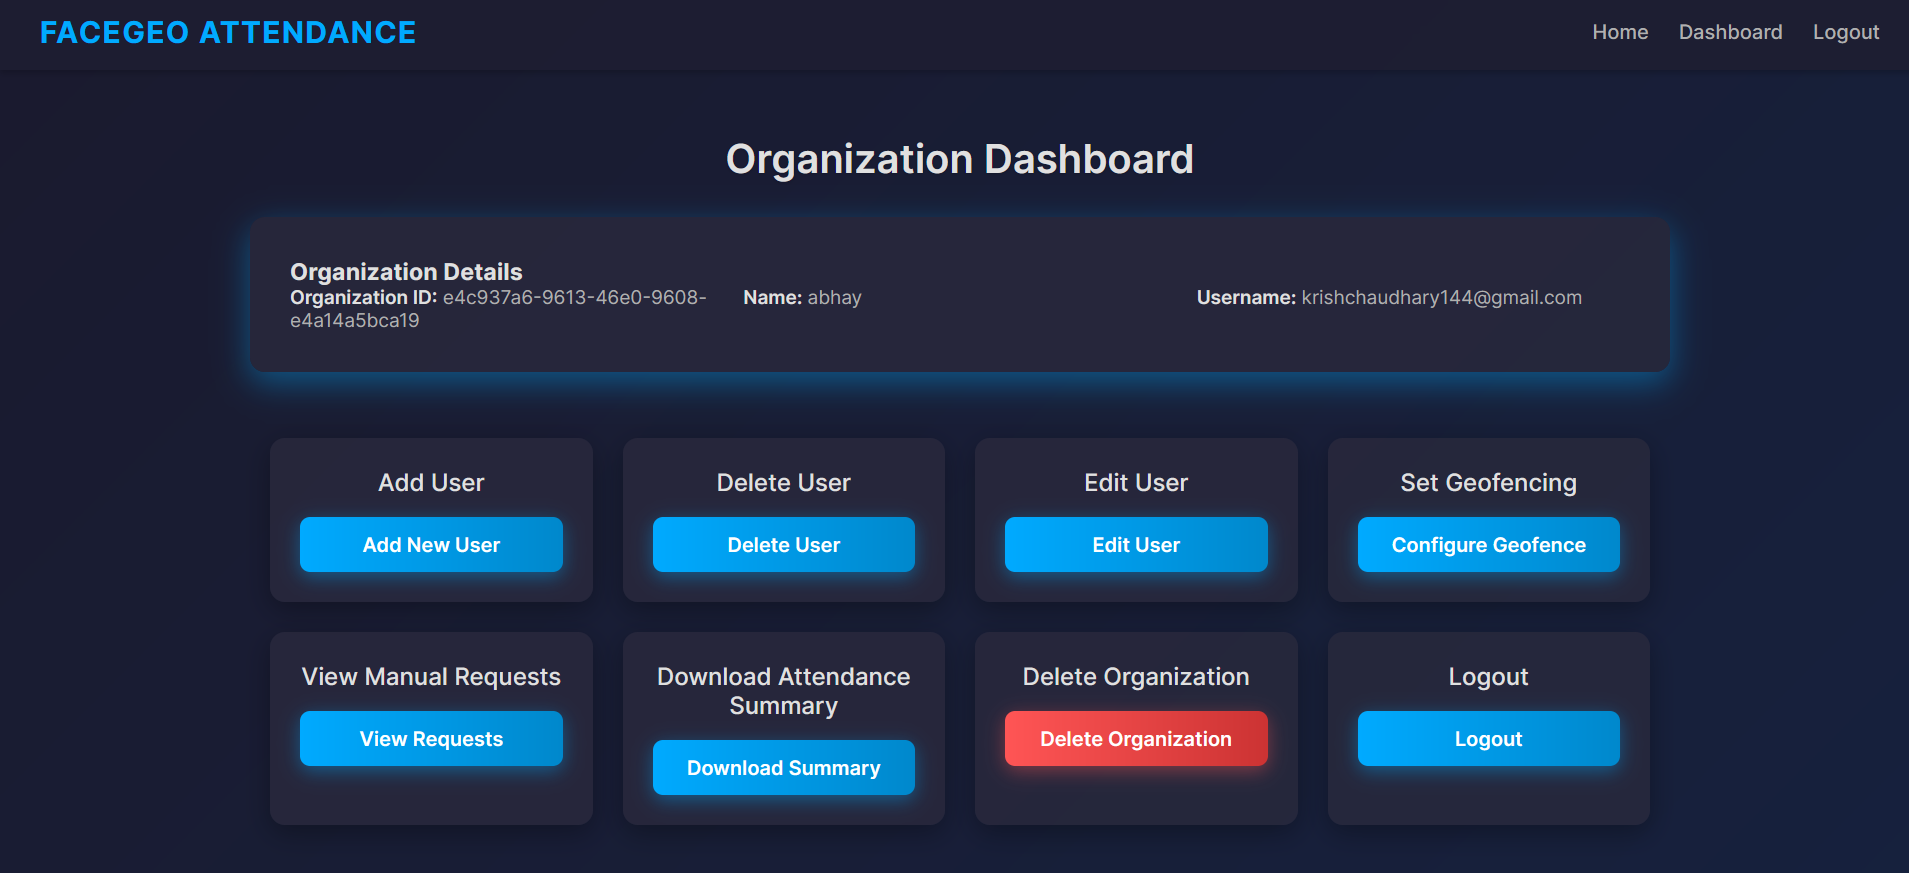 FACEGEO ATTENDANCE
Home Dashboard Logout
Organization Dashboard
Organization Details
Organization ID: e4c937a6-9613-46e0-9608-
e4a14a5bca19
Name: abhay
Username: krishchaudhary144@gmail.com
Add User
Add New User
Delete User
Delete User
Edit User
Edit User
Set Geofencing
Configure Geofence
View Manual Requests
View Requests
Download Attendance
Summary
Download Summary
Delete Organization
Delete Organization
Logout
Logout